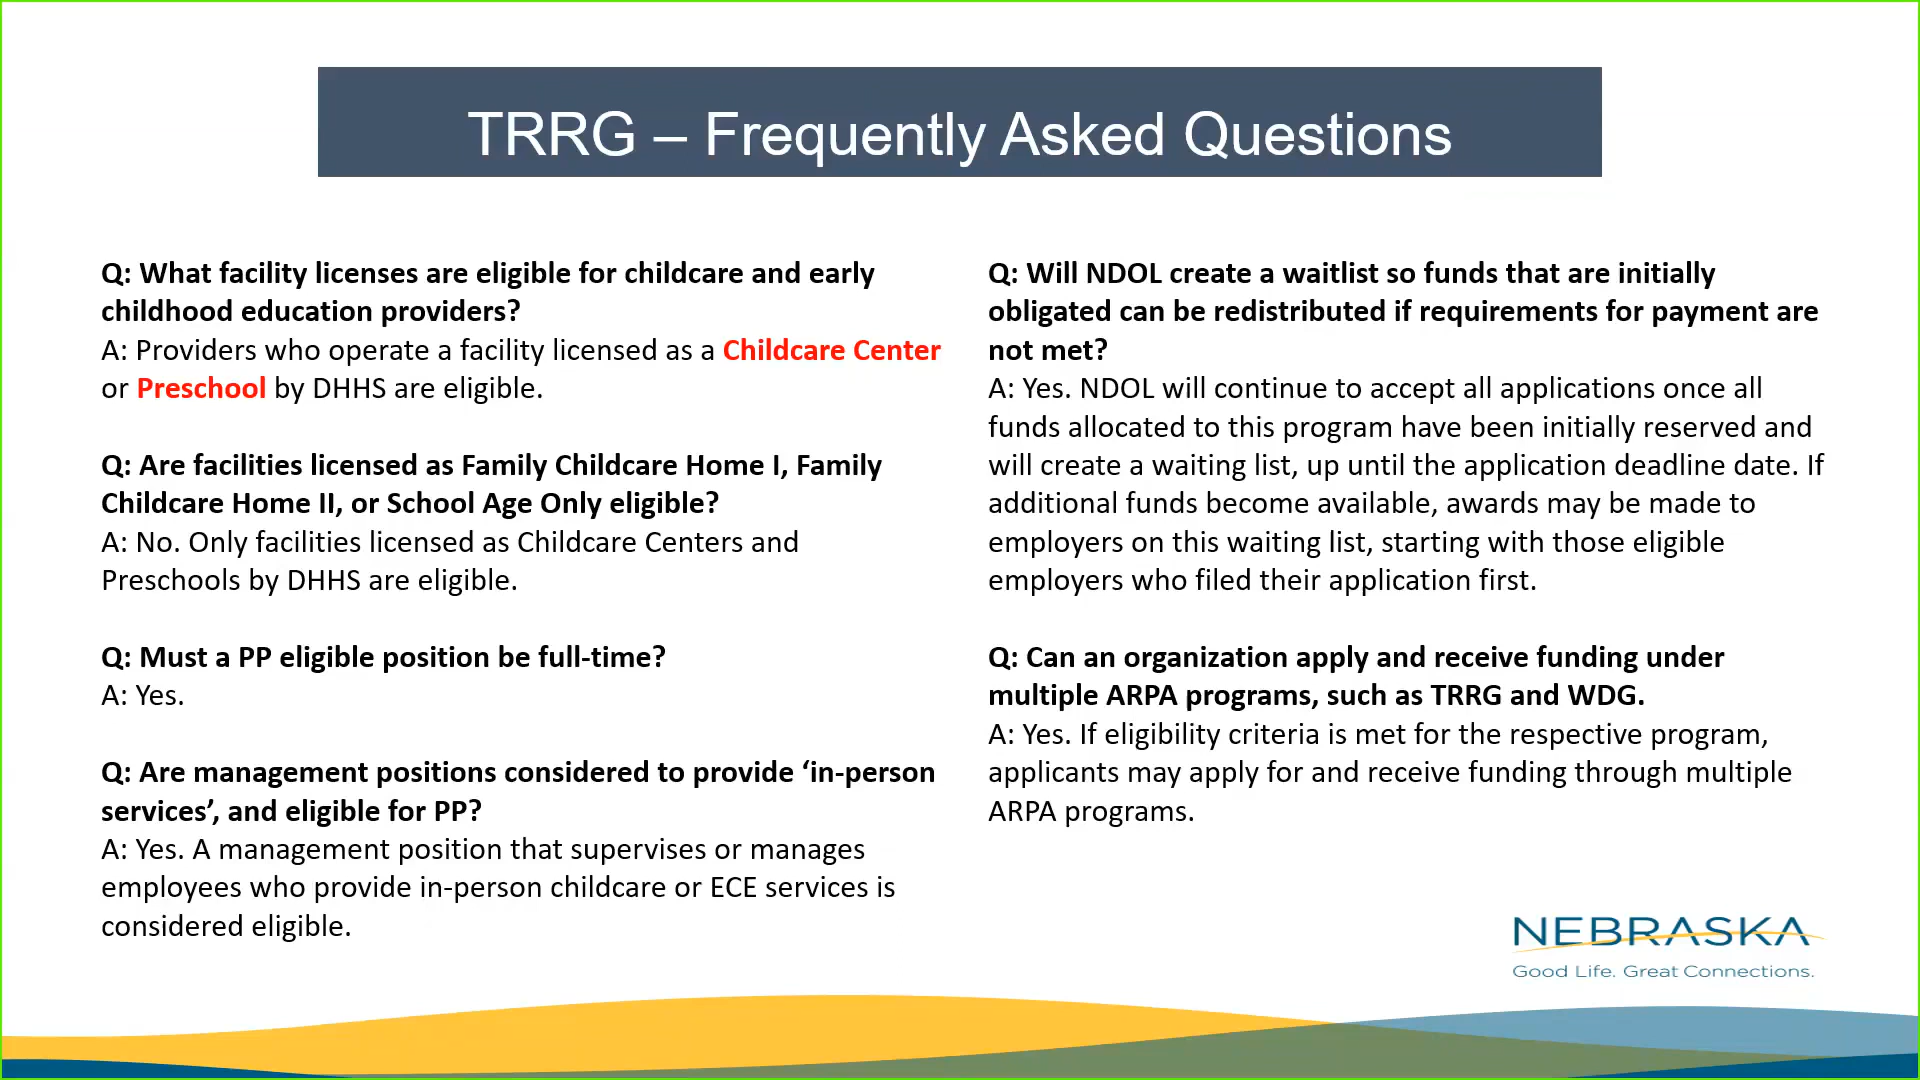 TRRG – Frequently Asked Questions
Q: What facility licenses are eligible for childcare and early
childhood education providers?
A: Providers who operate a facility licensed as a Childcare Center
or Preschool by DHHS are eligible.
Q: Are facilities licensed as Family Childcare Home I, Family
Childcare Home II, or School Age Only eligible?
A: No. Only facilities licensed as Childcare Centers and
Preschools by DHHS are eligible.
Q: Must a PP eligible position be full-time?
A: Yes.
Q: Are management positions considered to provide ‘in-person
services’, and eligible for PP?
A: Yes. A management position that supervises or manages
employees who provide in-person childcare or ECE services is
considered eligible.
Q: Will NDOL create a waitlist so funds that are initially
obligated can be redistributed if requirements for payment are
not met?
A: Yes. NDOL will continue to accept all applications once all
funds allocated to this program have been initially reserved and
will create a waiting list, up until the application deadline date. If
additional funds become available, awards may be made to
employers on this waiting list, starting with those eligible
employers who filed their application first.
Q: Can an organization apply and receive funding under
multiple ARPA programs, such as TRRG and WDG.
A: Yes. If eligibility criteria is met for the respective program,
applicants may apply for and receive funding through multiple
ARPA programs.
NEBRASKA
Good Life. Great Connections.